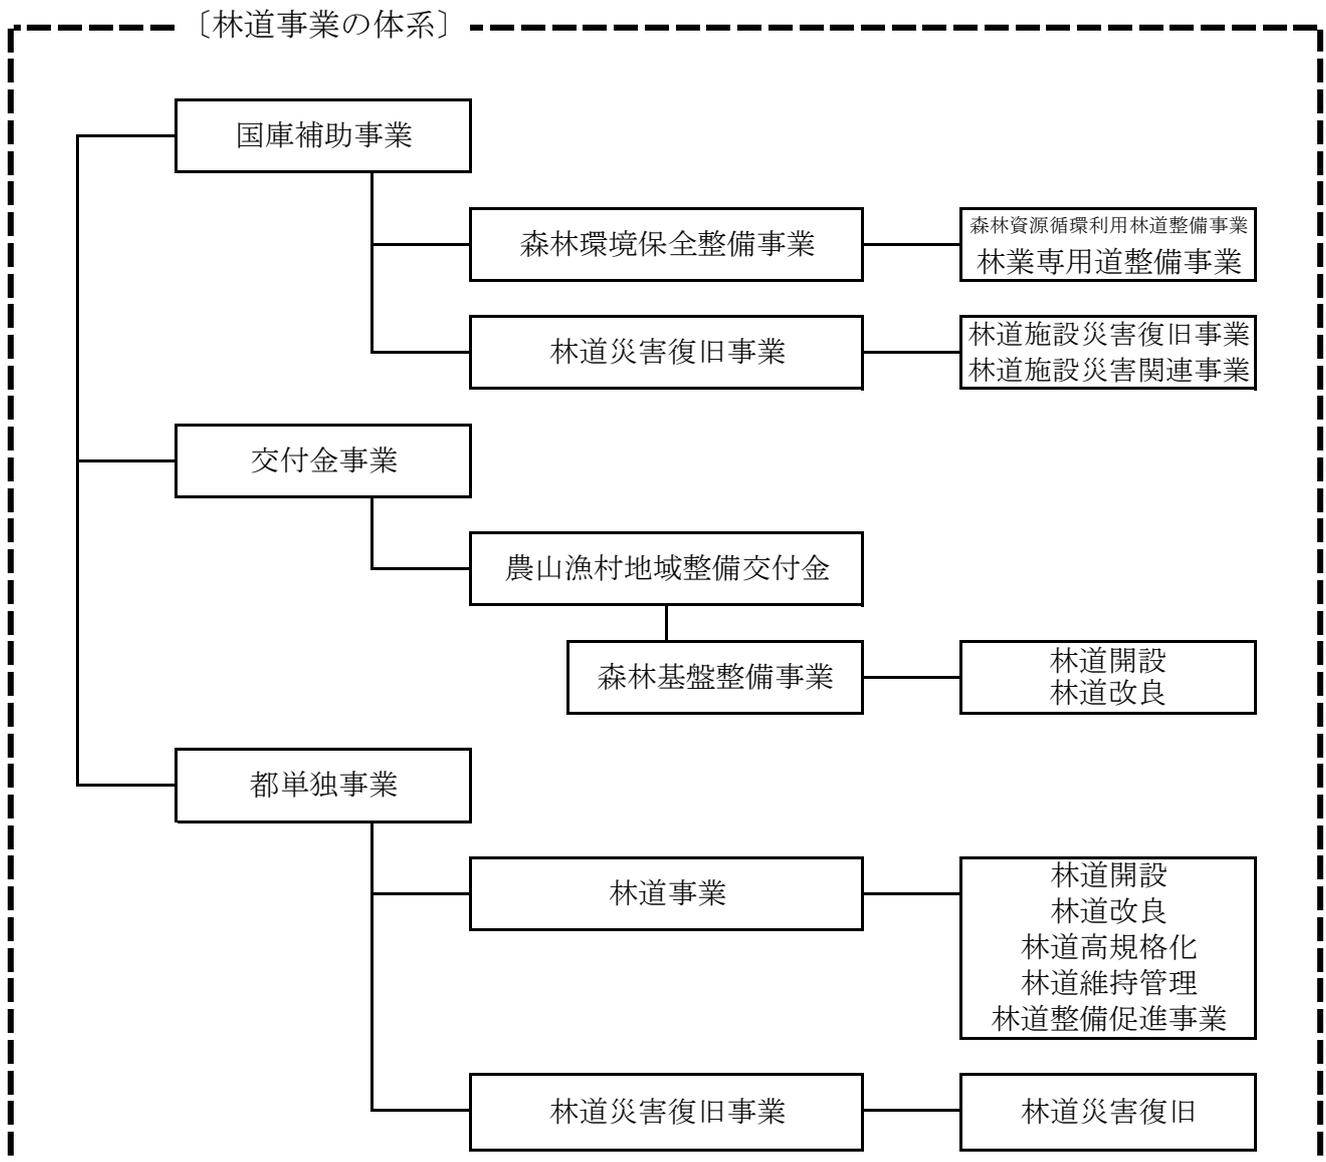 〔林道事業の体系〕
国庫補助事業
森林環境保全整備事業
森林資源循環利用林道整備事業
林業専用道整備事業
林道災害復旧事業
林道施設災害復旧事業
林道施設災害関連事業
交付金事業
農山漁村地域整備交付金
森林基盤整備事業
林道開設
林道改良
都単独事業
林道事業
林道開設
林道改良
林道高規格化
林道維持管理
林道整備促進事業
林道災害復旧事業
林道災害復旧